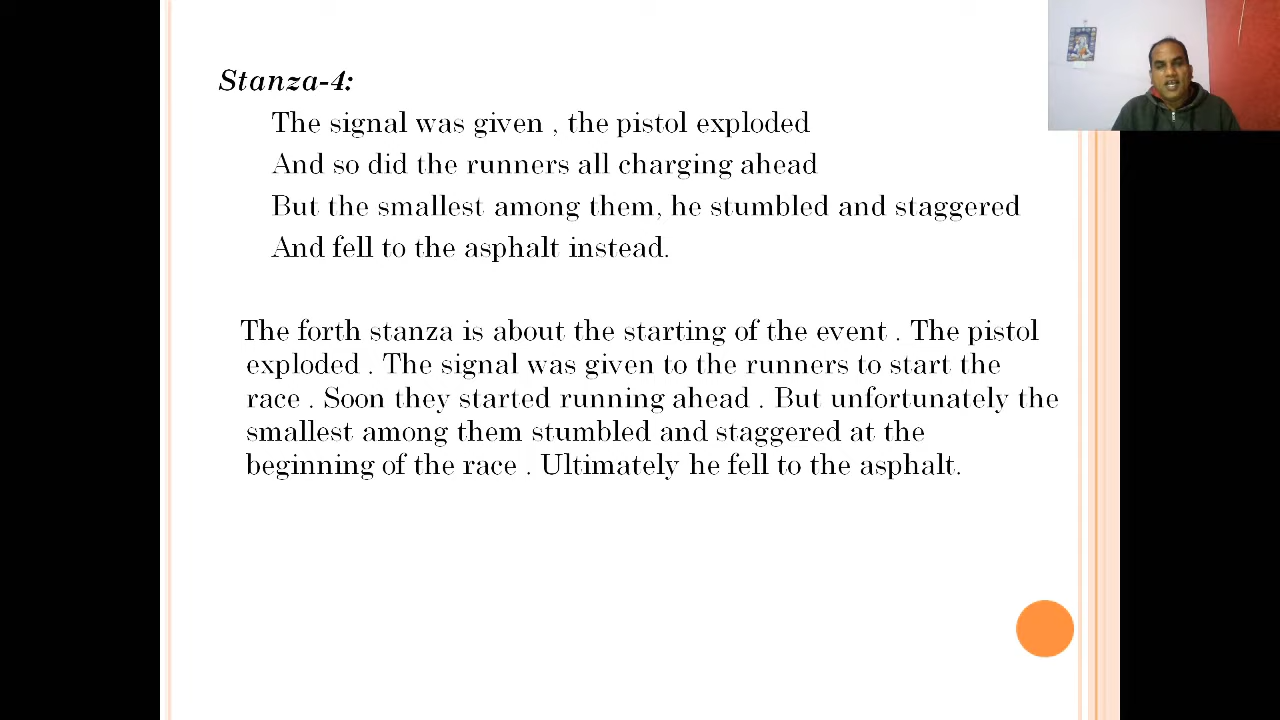 Stanza-4:
The signal was given , the pistol exploded
And so did the runners all charging ahead
But the smallest among them, he stumbled and staggered
And fell to the asphalt instead.
The forth stanza is about the starting of the event . The pistol
exploded . The signal was given to the runners to start the
race . Soon they started running ahead . But unfortunately the
smallest among them stumbled and staggered at the
beginning of the race . Ultimately he fell to the asphalt.